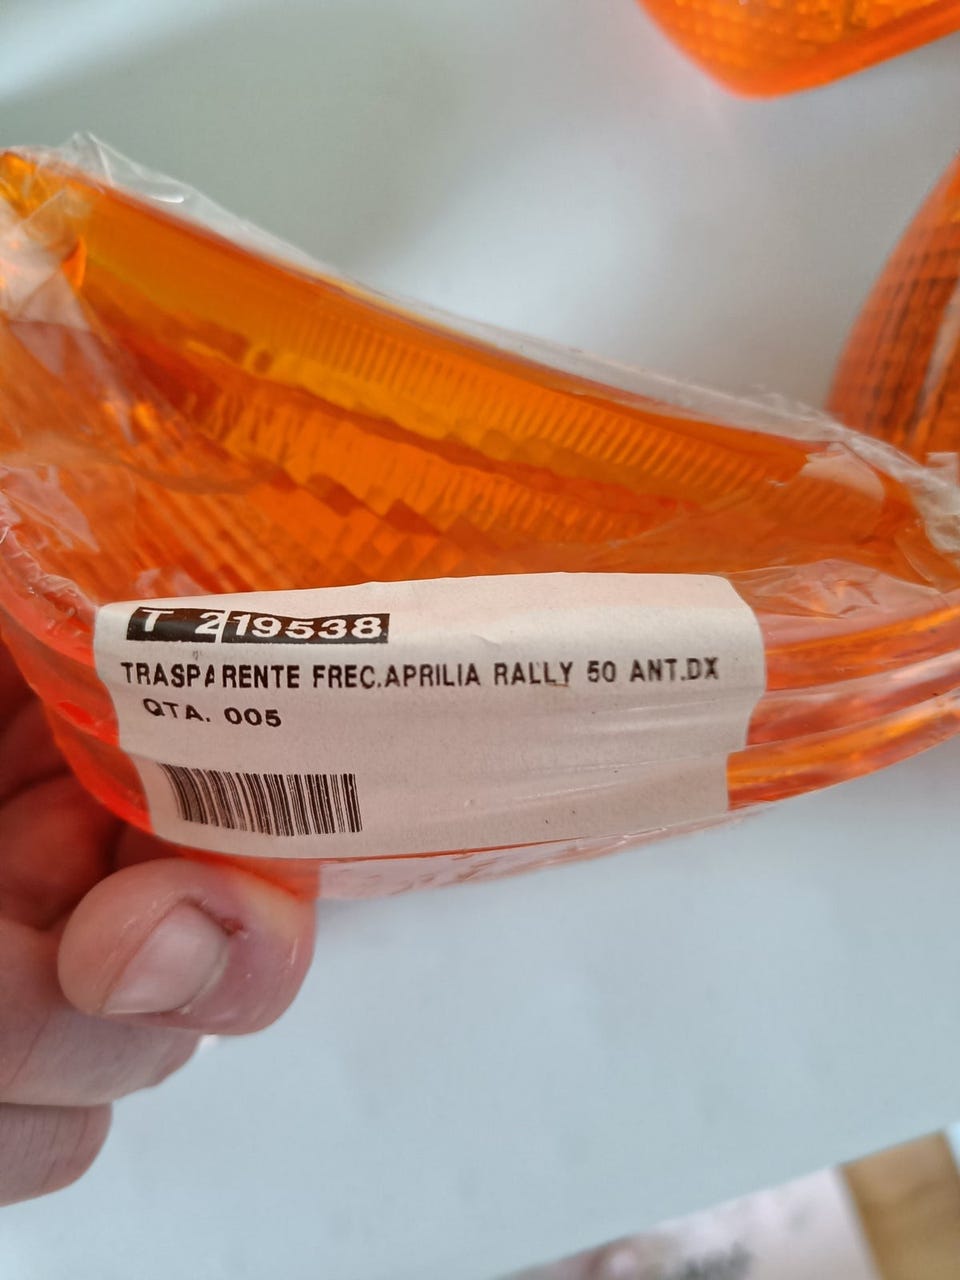 T 219538
TRASPARENTE FREC.APRILIA RALLY 50 ANT.DX
QTA. 005